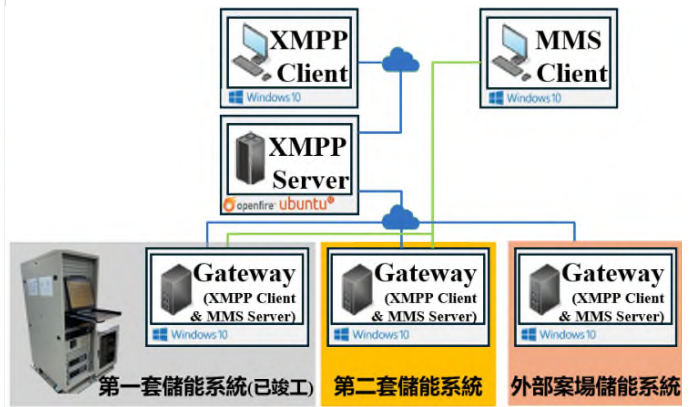 XMPP
Client
Windows 10
MMS
Client
Windows 10
XMPP
Server
openfire ubuntu
Gateway
(XMPP Client
& MMS Server)
Windows 10
第一套儲能系統(已竣工)
Gateway
(XMPP Client
& MMS Server)
Windows 10
第二套儲能系統
Gateway
(XMPP Client
& MMS Server)
Windows 10
外部案場儲能系統